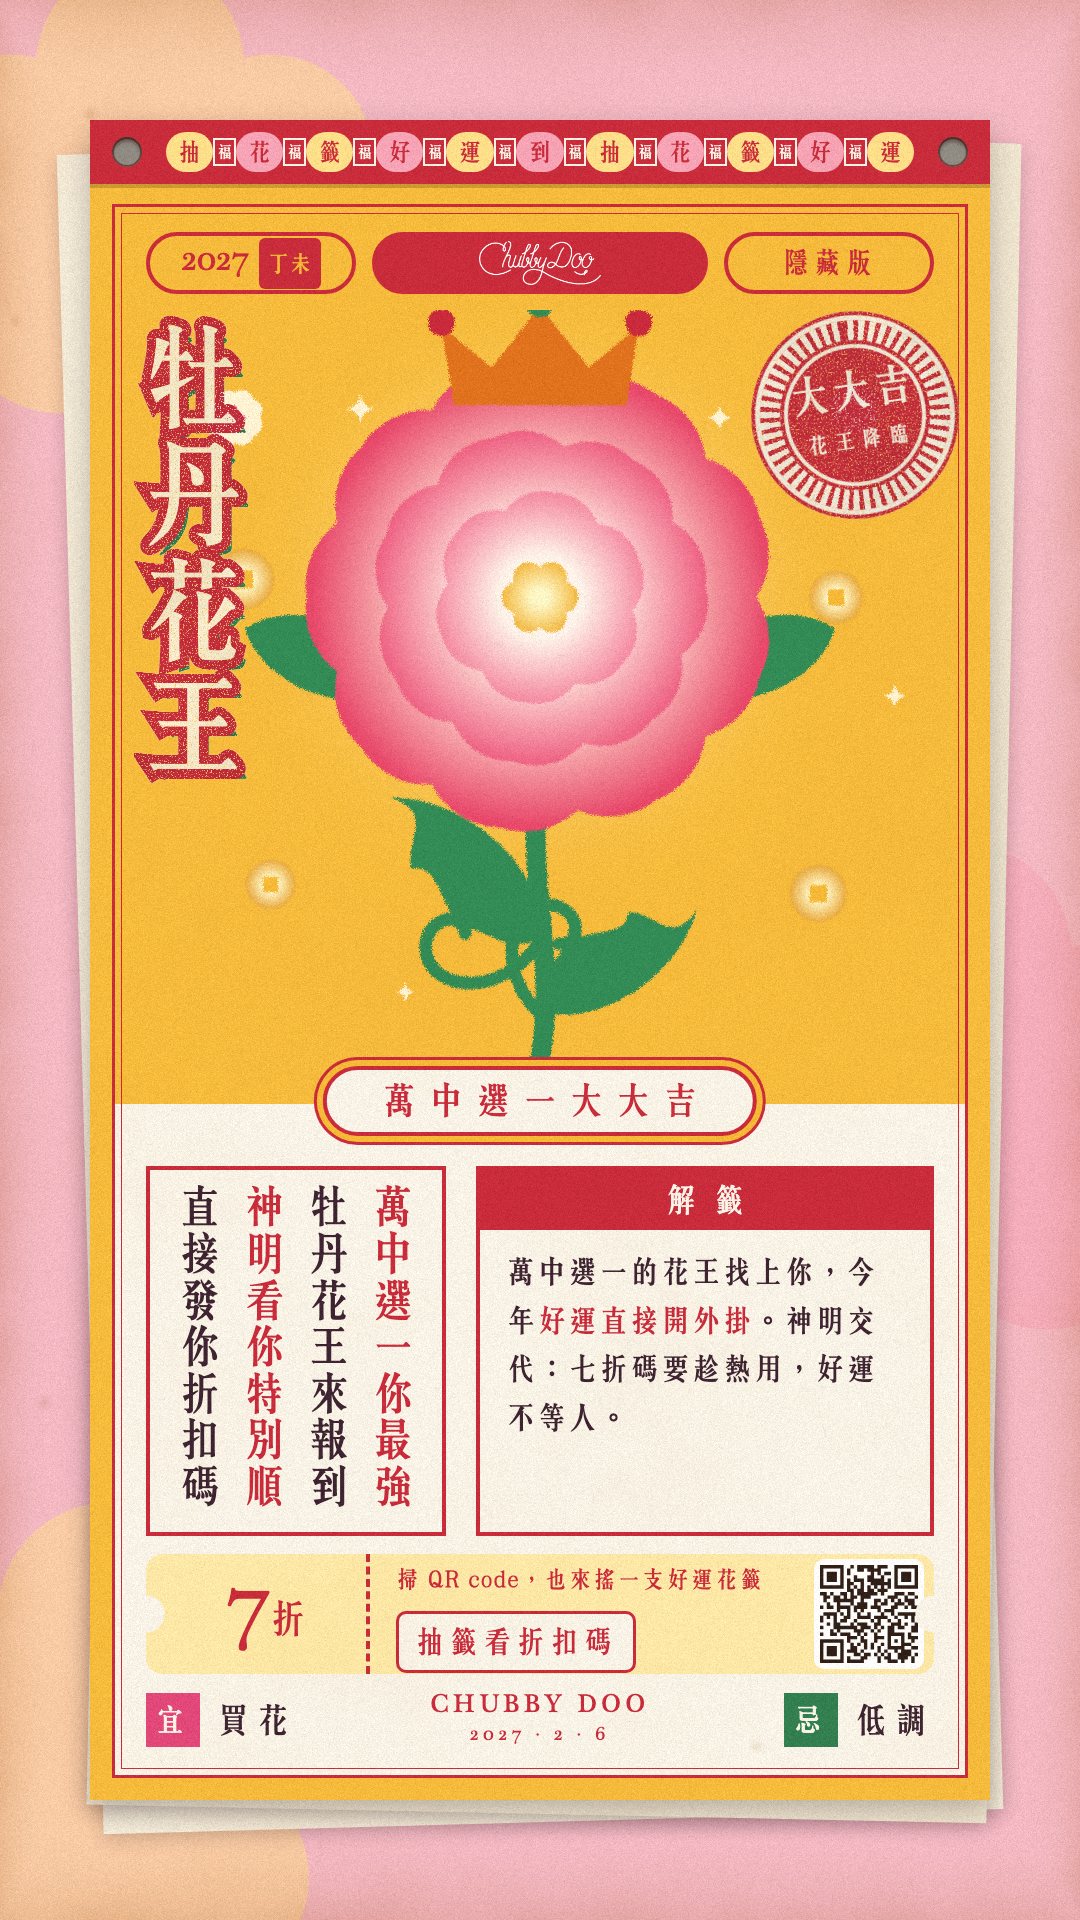 抽福花福籤福好福運福到福抽福花福籤福好福運
2027 丁未
Chubby Doo
隱藏版
牡丹花王
大大吉
花王降臨
萬中選一大大吉
萬中選一你最強
牡丹花王來報到
神明看你特別順
直接發你折扣碼
解籤
萬中選一的花王找上你，今
年好運直接開外掛。神明交
代：七折碼要趁熱用，好運
不等人。
7折
掃 QR code，也來搖一支好運花籤
抽籤看折扣碼
宜 買花
CHUBBY DOO
2027 · 2 · 6
忌 低調